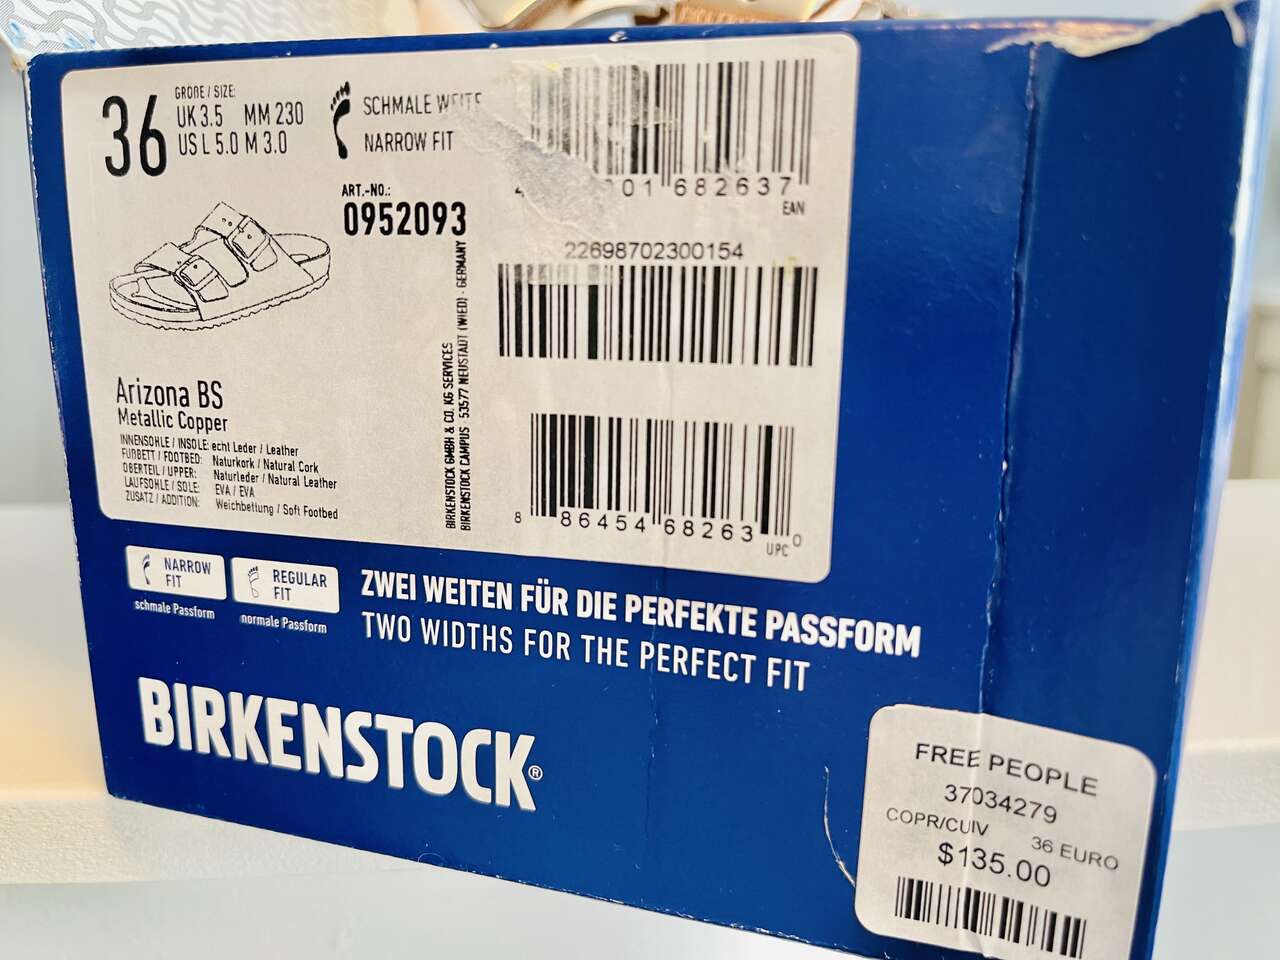 36
GRÖßE / SIZE:
UK 3.5 MM 230
US L 5.0 M 3.0
SCHMALE WEITE
NARROW FIT
ART.-NO.:
0952093
01 682637
EAN
22698702300154
8 86454 68263 0
UPC
Arizona BS
Metallic Copper
INNENSOHLE / INSOLE: echt Leder / Leather
FUßBETT / FOOTBED: Naturkork / Natural Cork
OBERTEIL / UPPER: Naturleder / Natural Leather
LAUFSOHLE / SOLE: EVA / EVA
ZUSATZ / ADDITION: Weichbettung / Soft Footbed
BIRKENSTOCK GMBH & CO. KG SERVICES
BIRKENSTOCK CAMPUS 53577 NEUSTADT (WIED) · GERMANY
NARROW
FIT
schmale Passform
REGULAR
FIT
normale Passform
ZWEI WEITEN FÜR DIE PERFEKTE PASSFORM
TWO WIDTHS FOR THE PERFECT FIT
BIRKENSTOCK®
FREE PEOPLE
37034279
COPR/CUIV 36 EURO
$135.00